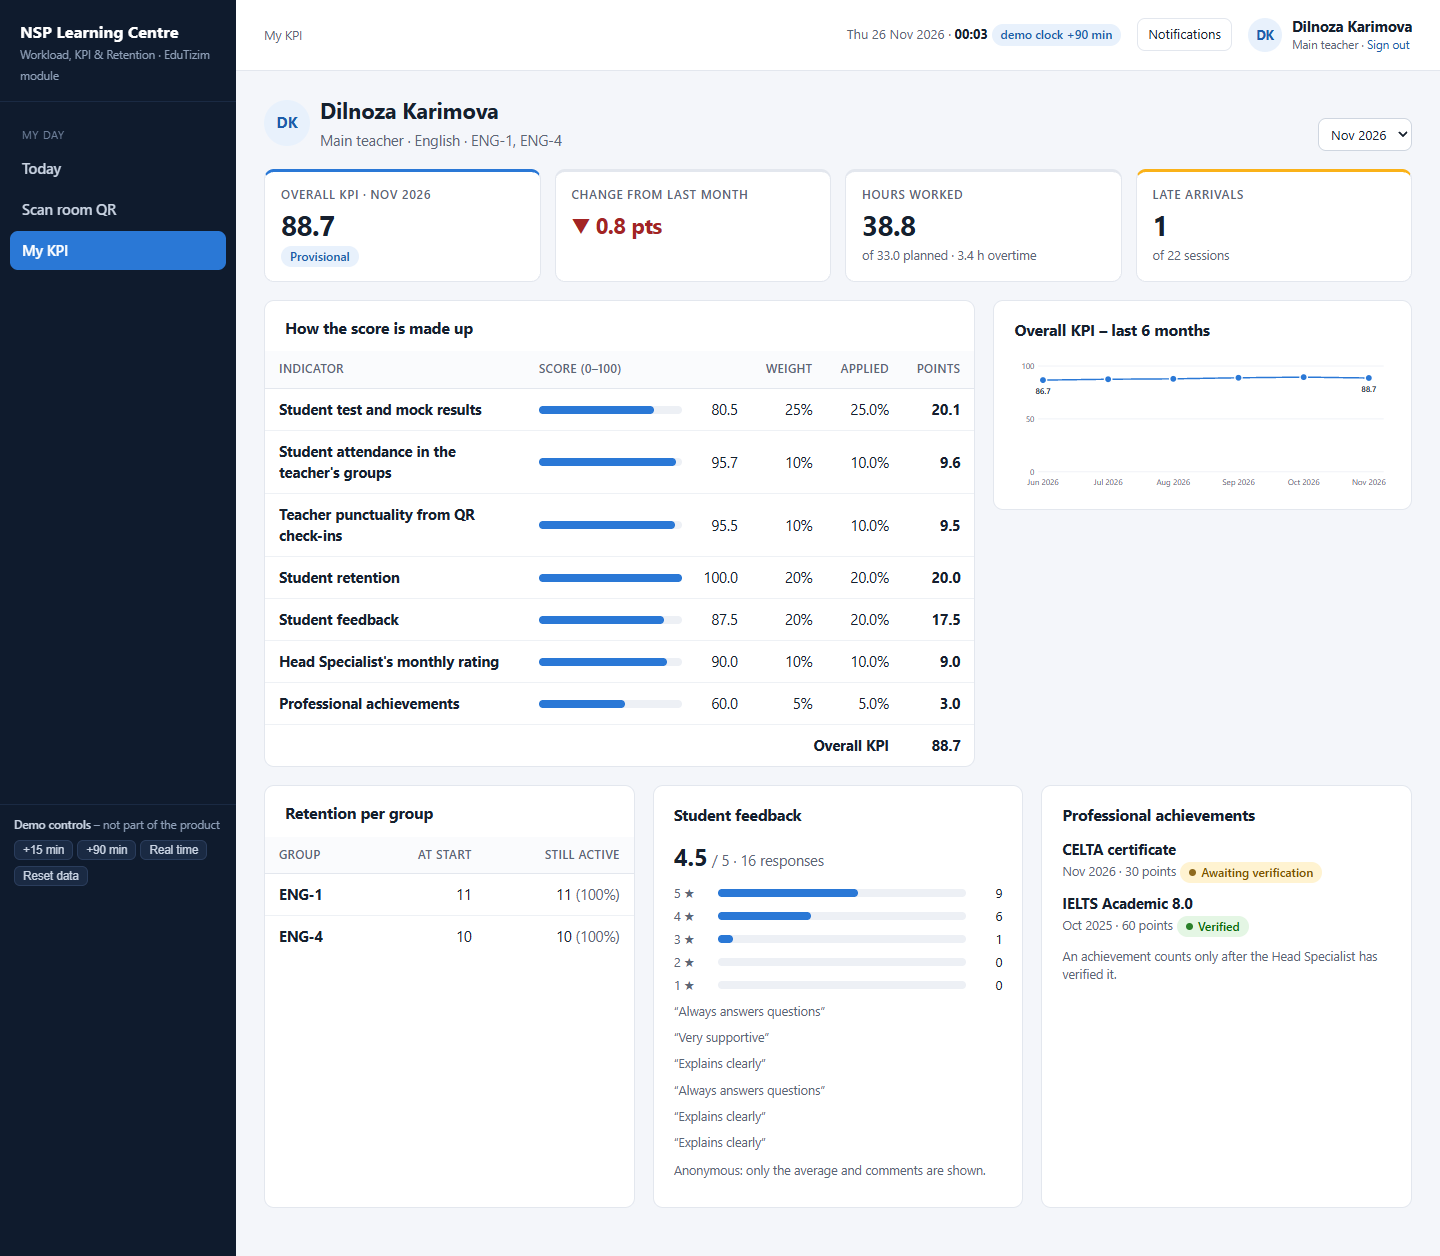 NSP Learning Centre
Workload, KPI & Retention · EduTizim
module
MY DAY
Today
Scan room QR
My KPI
Demo controls – not part of the product
+15 min +90 min Real time
Reset data
My KPI
Thu 26 Nov 2026 · 00:03 demo clock +90 min
Notifications
DK
Dilnoza Karimova
Main teacher · Sign out
DK
Dilnoza Karimova
Main teacher · English · ENG-1, ENG-4
Nov 2026
OVERALL KPI · NOV 2026
88.7
Provisional
CHANGE FROM LAST MONTH
▼ 0.8 pts
HOURS WORKED
38.8
of 33.0 planned · 3.4 h overtime
LATE ARRIVALS
1
of 22 sessions
How the score is made up
INDICATOR SCORE (0–100) WEIGHT APPLIED POINTS
Student test and mock results 80.5 25% 25.0% 20.1
Student attendance in the
teacher's groups 95.7 10% 10.0% 9.6
Teacher punctuality from QR
check-ins 95.5 10% 10.0% 9.5
Student retention 100.0 20% 20.0% 20.0
Student feedback 87.5 20% 20.0% 17.5
Head Specialist's monthly rating 90.0 10% 10.0% 9.0
Professional achievements 60.0 5% 5.0% 3.0
Overall KPI 88.7
Overall KPI – last 6 months
100
86.7 88.7
50
0
Jun 2026 Jul 2026 Aug 2026 Sep 2026 Oct 2026 Nov 2026
Retention per group
GROUP AT START STILL ACTIVE
ENG-1 11 11 (100%)
ENG-4 10 10 (100%)
Student feedback
4.5 / 5 · 16 responses
5 ★ 9
4 ★ 6
3 ★ 1
2 ★ 0
1 ★ 0
“Always answers questions”
“Very supportive”
“Explains clearly”
“Always answers questions”
“Explains clearly”
“Explains clearly”
Anonymous: only the average and comments are shown.
Professional achievements
CELTA certificate
Nov 2026 · 30 points Awaiting verification
IELTS Academic 8.0
Oct 2025 · 60 points Verified
An achievement counts only after the Head Specialist has
verified it.